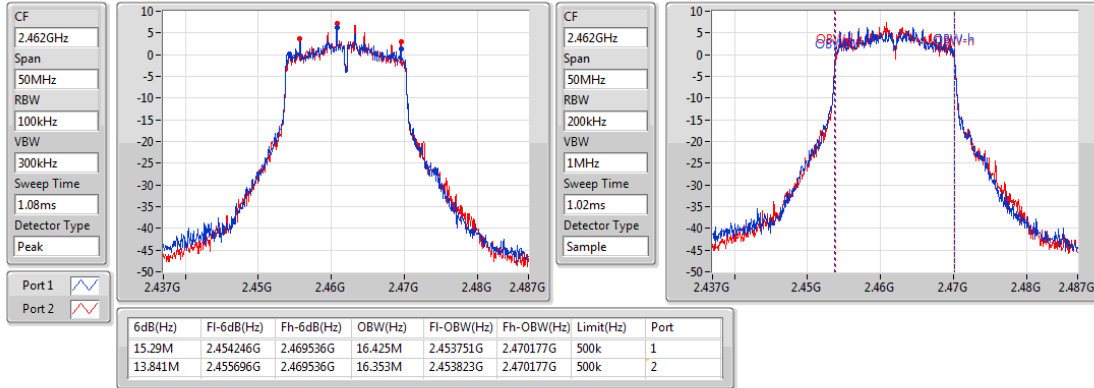 CF
2.462GHz
Span
50MHz
RBW
100kHz
VBW
300kHz
Sweep Time
1.08ms
Detector Type
Peak
Port 1
Port 2
10
5
0
-5
-10
-15
-20
-25
-30
-35
-40
-45
-50
2.437G 2.45G 2.46G 2.47G 2.48G 2.487G
CF
2.462GHz
Span
50MHz
RBW
200kHz
VBW
1MHz
Sweep Time
1.02ms
Detector Type
Sample
10
5
0
-5
-10
-15
-20
-25
-30
-35
-40
-45
-50
OBW-h
2.437G 2.45G 2.46G 2.47G 2.48G 2.487G
6dB(Hz) Fl-6dB(Hz) Fh-6dB(Hz) OBW(Hz) Fl-OBW(Hz) Fh-OBW(Hz) Limit(Hz) Port
15.29M 2.454246G 2.469536G 16.425M 2.453751G 2.470177G 500k 1
13.841M 2.455696G 2.469536G 16.353M 2.453823G 2.470177G 500k 2